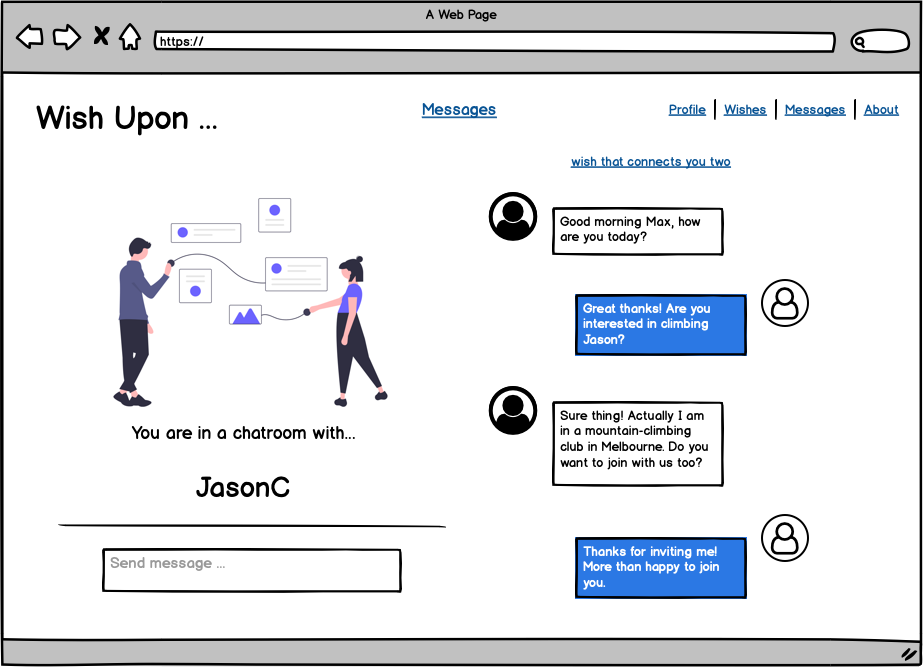 A Web Page
https://
Wish Upon ...
Messages
Profile
Wishes
Messages
About
wish that connects you two
Good morning Max, how
are you today?
Great thanks! Are you
interested in climbing
Jason?
Sure thing! Actually I am
in a mountain-climbing
club in Melbourne. Do you
want to join with us too?
Thanks for inviting me!
More than happy to join
you.
You are in a chatroom with...
JasonC
Send message ...